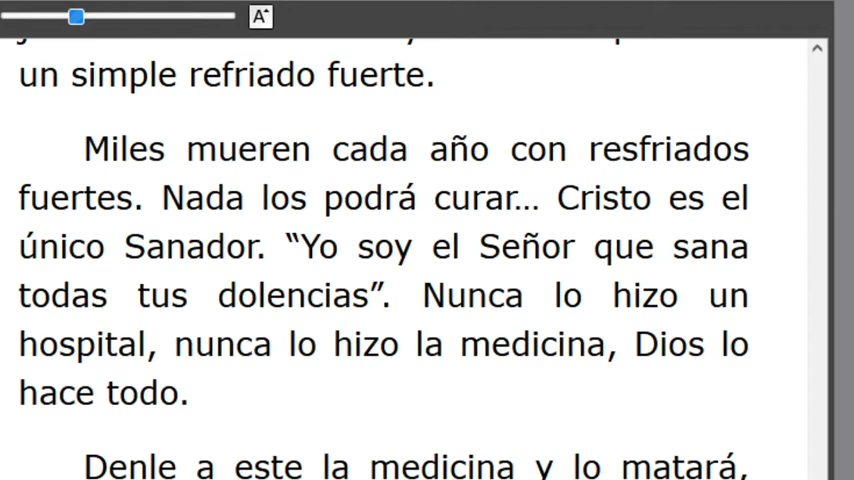 A
un simple refriado fuerte.
Miles mueren cada año con resfriados
fuertes. Nada los podrá curar… Cristo es el
único Sanador. “Yo soy el Señor que sana
todas tus dolencias”. Nunca lo hizo un
hospital, nunca lo hizo la medicina, Dios lo
hace todo.
Denle a este la medicina y lo matará,